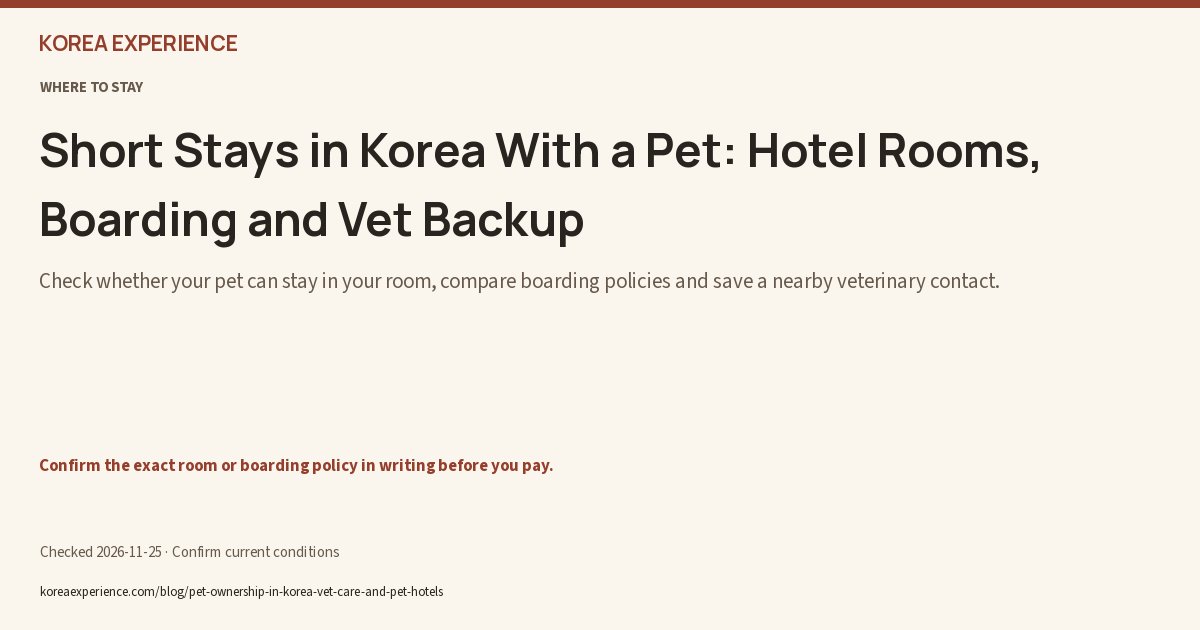 KOREA EXPERIENCE
WHERE TO STAY
Short Stays in Korea With a Pet: Hotel Rooms,
Boarding and Vet Backup
Check whether your pet can stay in your room, compare boarding policies and save a nearby veterinary contact.
Confirm the exact room or boarding policy in writing before you pay.
Checked 2026-11-25 · Confirm current conditions
koreaexperience.com/blog/pet-ownership-in-korea-vet-care-and-pet-hotels